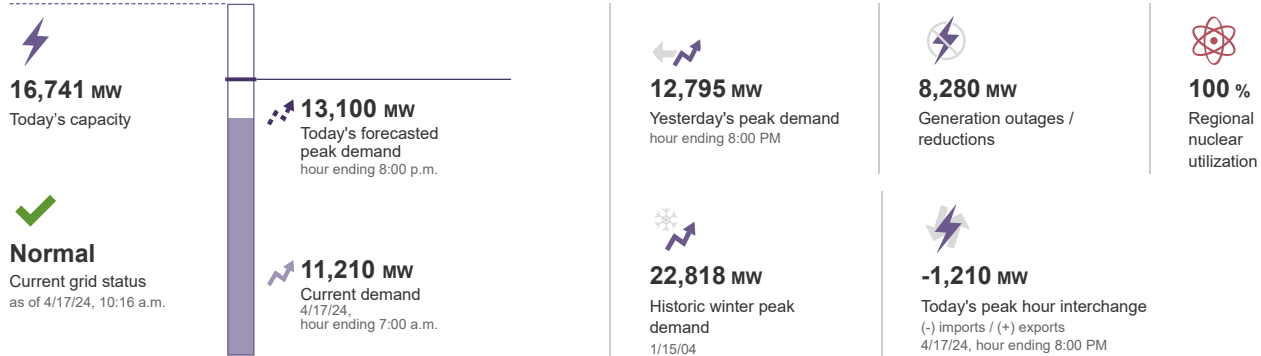 16,741 MW
Today's capacity
Normal
Current grid status
as of 4/17/24, 10:16 a.m.
13,100 MW
Today's forecasted
peak demand
hour ending 8:00 p.m.
11,210 MW
Current demand
4/17/24,
hour ending 7:00 a.m.
12,795 MW
Yesterday's peak demand
hour ending 8:00 PM
8,280 MW
Generation outages /
reductions
100 %
Regional
nuclear
utilization
22,818 MW
Historic winter peak
demand
1/15/04
-1,210 MW
Today's peak hour interchange
(-) imports / (+) exports
4/17/24, hour ending 8:00 PM